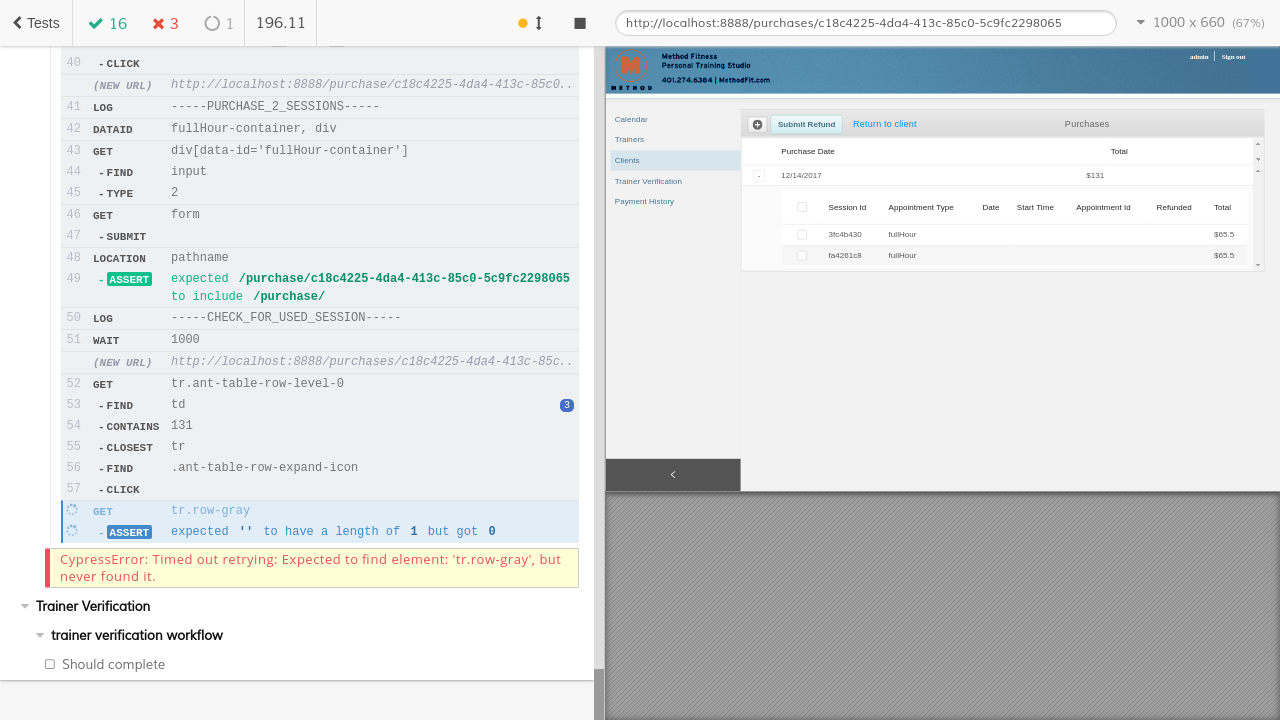 Tests
16
3
1
196.11
http://localhost:8888/purchases/c18c4225-4da4-413c-85c0-5c9fc2298065
1000 x 660 (67%)
40 - CLICK
(NEW URL) http://localhost:8888/purchase/c18c4225-4da4-413c-85c0..
41 LOG -----PURCHASE_2_SESSIONS-----
42 DATAID fullHour-container, div
43 GET div[data-id='fullHour-container']
44 - FIND input
45 - TYPE 2
46 GET form
47 - SUBMIT
48 LOCATION pathname
49 - ASSERT expected /purchase/c18c4225-4da4-413c-85c0-5c9fc2298065
to include /purchase/
50 LOG -----CHECK_FOR_USED_SESSION-----
51 WAIT 1000
(NEW URL) http://localhost:8888/purchases/c18c4225-4da4-413c-85c..
52 GET tr.ant-table-row-level-0
53 - FIND td 3
54 - CONTAINS 131
55 - CLOSEST tr
56 - FIND .ant-table-row-expand-icon
57 - CLICK
GET tr.row-gray
- ASSERT expected '' to have a length of 1 but got 0
CypressError: Timed out retrying: Expected to find element: 'tr.row-gray', but
never found it.
Trainer Verification
trainer verification workflow
Should complete
METHOD
Method Fitness
Personal Training Studio
401.274.6384 | MethodFit.com
admin | Sign out
Calendar
Trainers
Clients
Trainer Verification
Payment History
<
Submit Refund Return to client Purchases
Purchase Date Total
- 12/14/2017 $131
Session Id Appointment Type Date Start Time Appointment Id Refunded Total
3fc4b430 fullHour $65.5
fa4261c8 fullHour $65.5